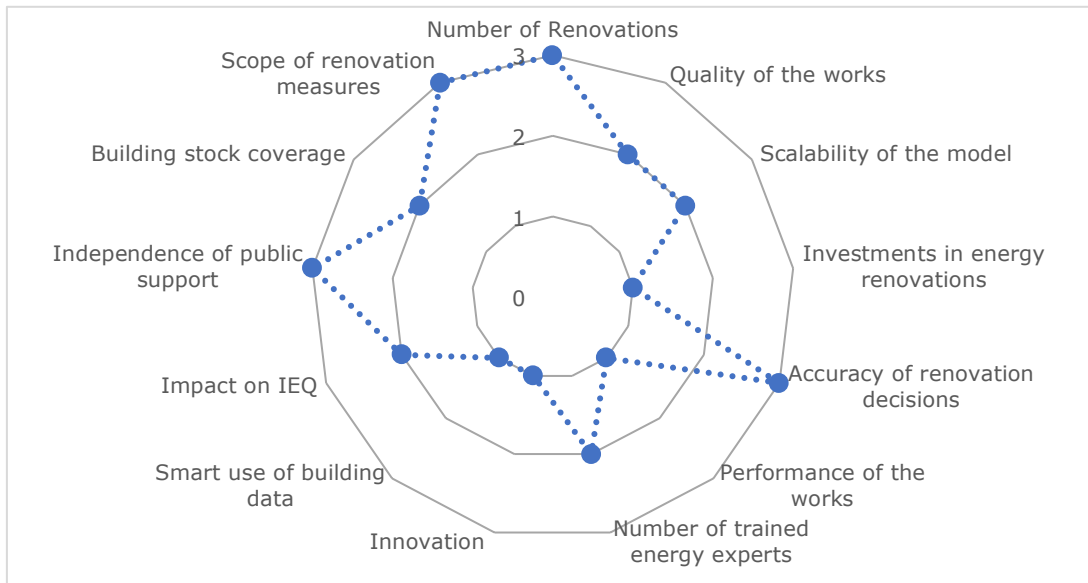 Number of Renovations
Quality of the works
Scalability of the model
Investments in energy
renovations
Accuracy of renovation
decisions
Performance of the
works
Number of trained
energy experts
Innovation
Smart use of building
data
Impact on IEQ
Independence of public
support
Building stock coverage
Scope of renovation
measures
3
2
1
0